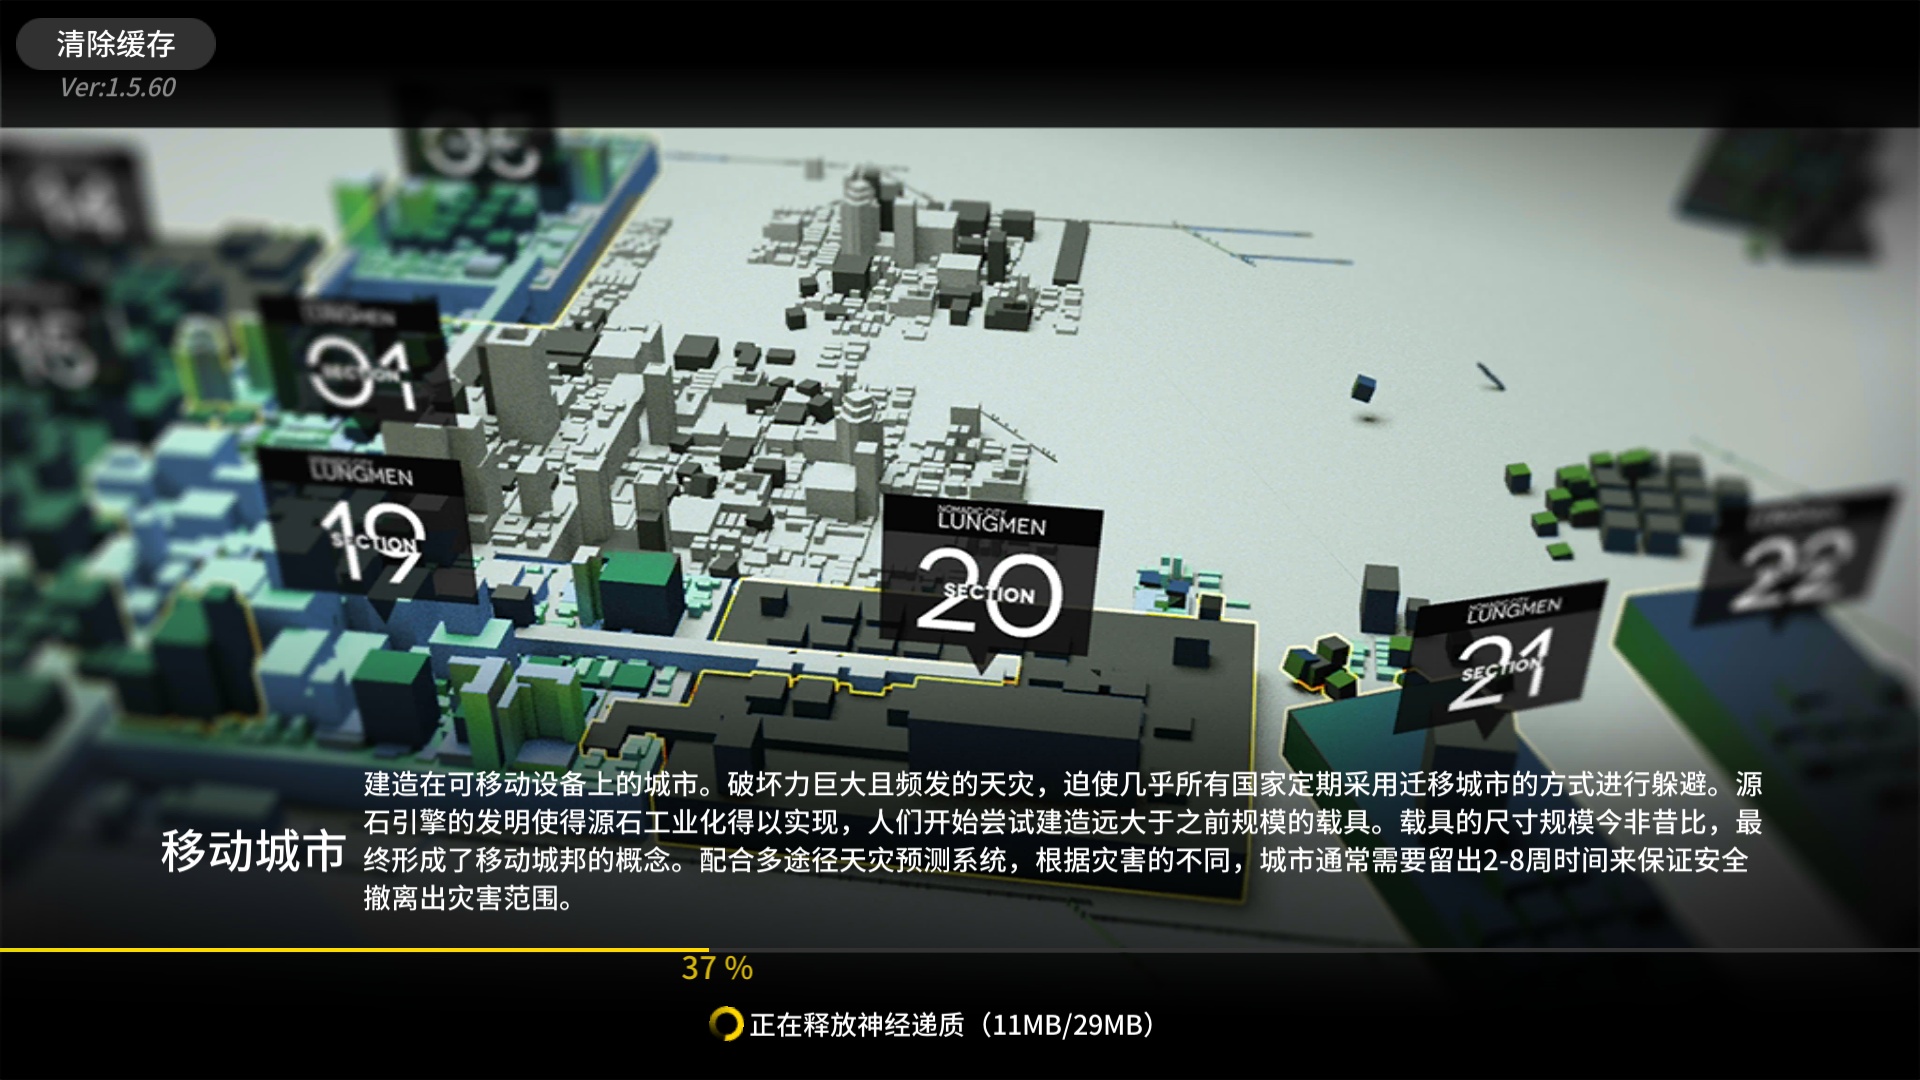 清除缓存
Ver:1.5.60
05
15
LUNGMEN
01
SECTION
LUNGMEN
19
SECTION
NOMADIC CITY
LUNGMEN
20
SECTION
NOMADIC CITY
LUNGMEN
21
SECTION
22
移动城市
建造在可移动设备上的城市。破坏力巨大且频发的天灾，迫使几乎所有国家定期采用迁移城市的方式进行躲避。源
石引擎的发明使得源石工业化得以实现，人们开始尝试建造远大于之前规模的载具。载具的尺寸规模今非昔比，最
终形成了移动城邦的概念。配合多途径天灾预测系统，根据灾害的不同，城市通常需要留出2-8周时间来保证安全
撤离出灾害范围。
37 %
正在释放神经递质（11MB/29MB）